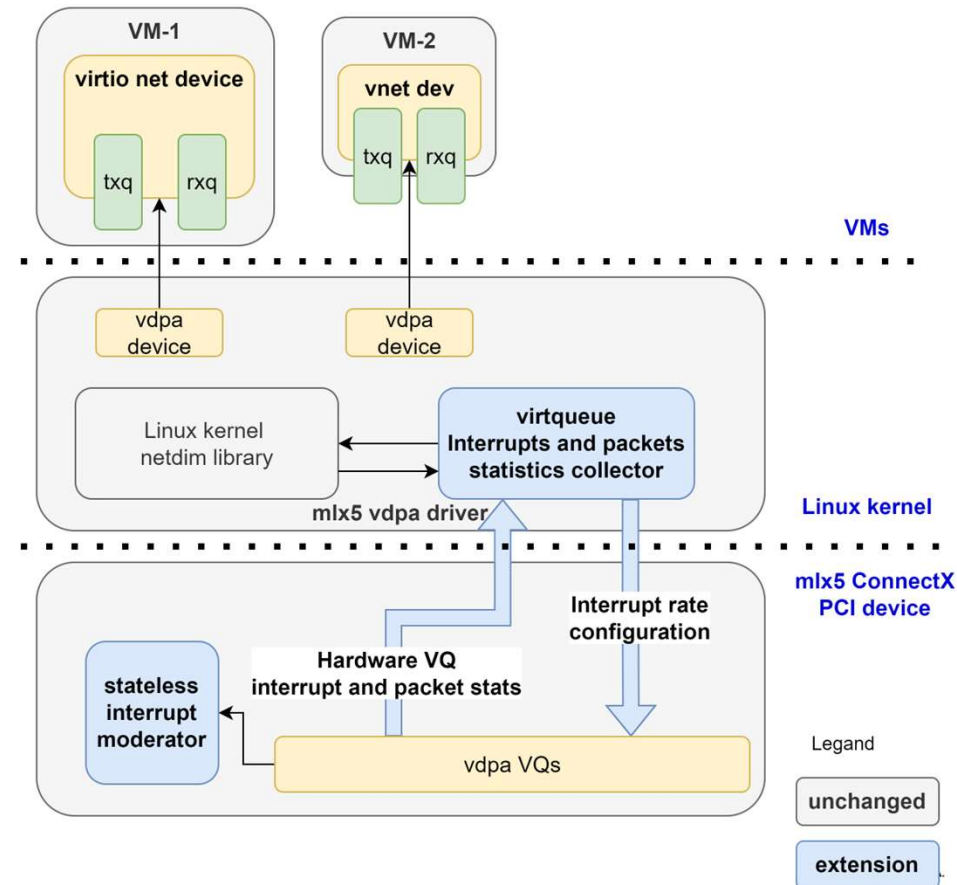 VM-1
virtio net device
txq
rxq
VM-2
vnet dev
txq
rxq
VMs
vdpa
device
vdpa
device
Linux kernel
netdim library
virtqueue
Interrupts and packets
statistics collector
mlx5 vdpa driver
Linux kernel
mlx5 ConnectX
PCI device
Interrupt rate
configuration
Hardware VQ
interrupt and packet stats
stateless
interrupt
moderator
vdpa VQs
Legand
unchanged
extension